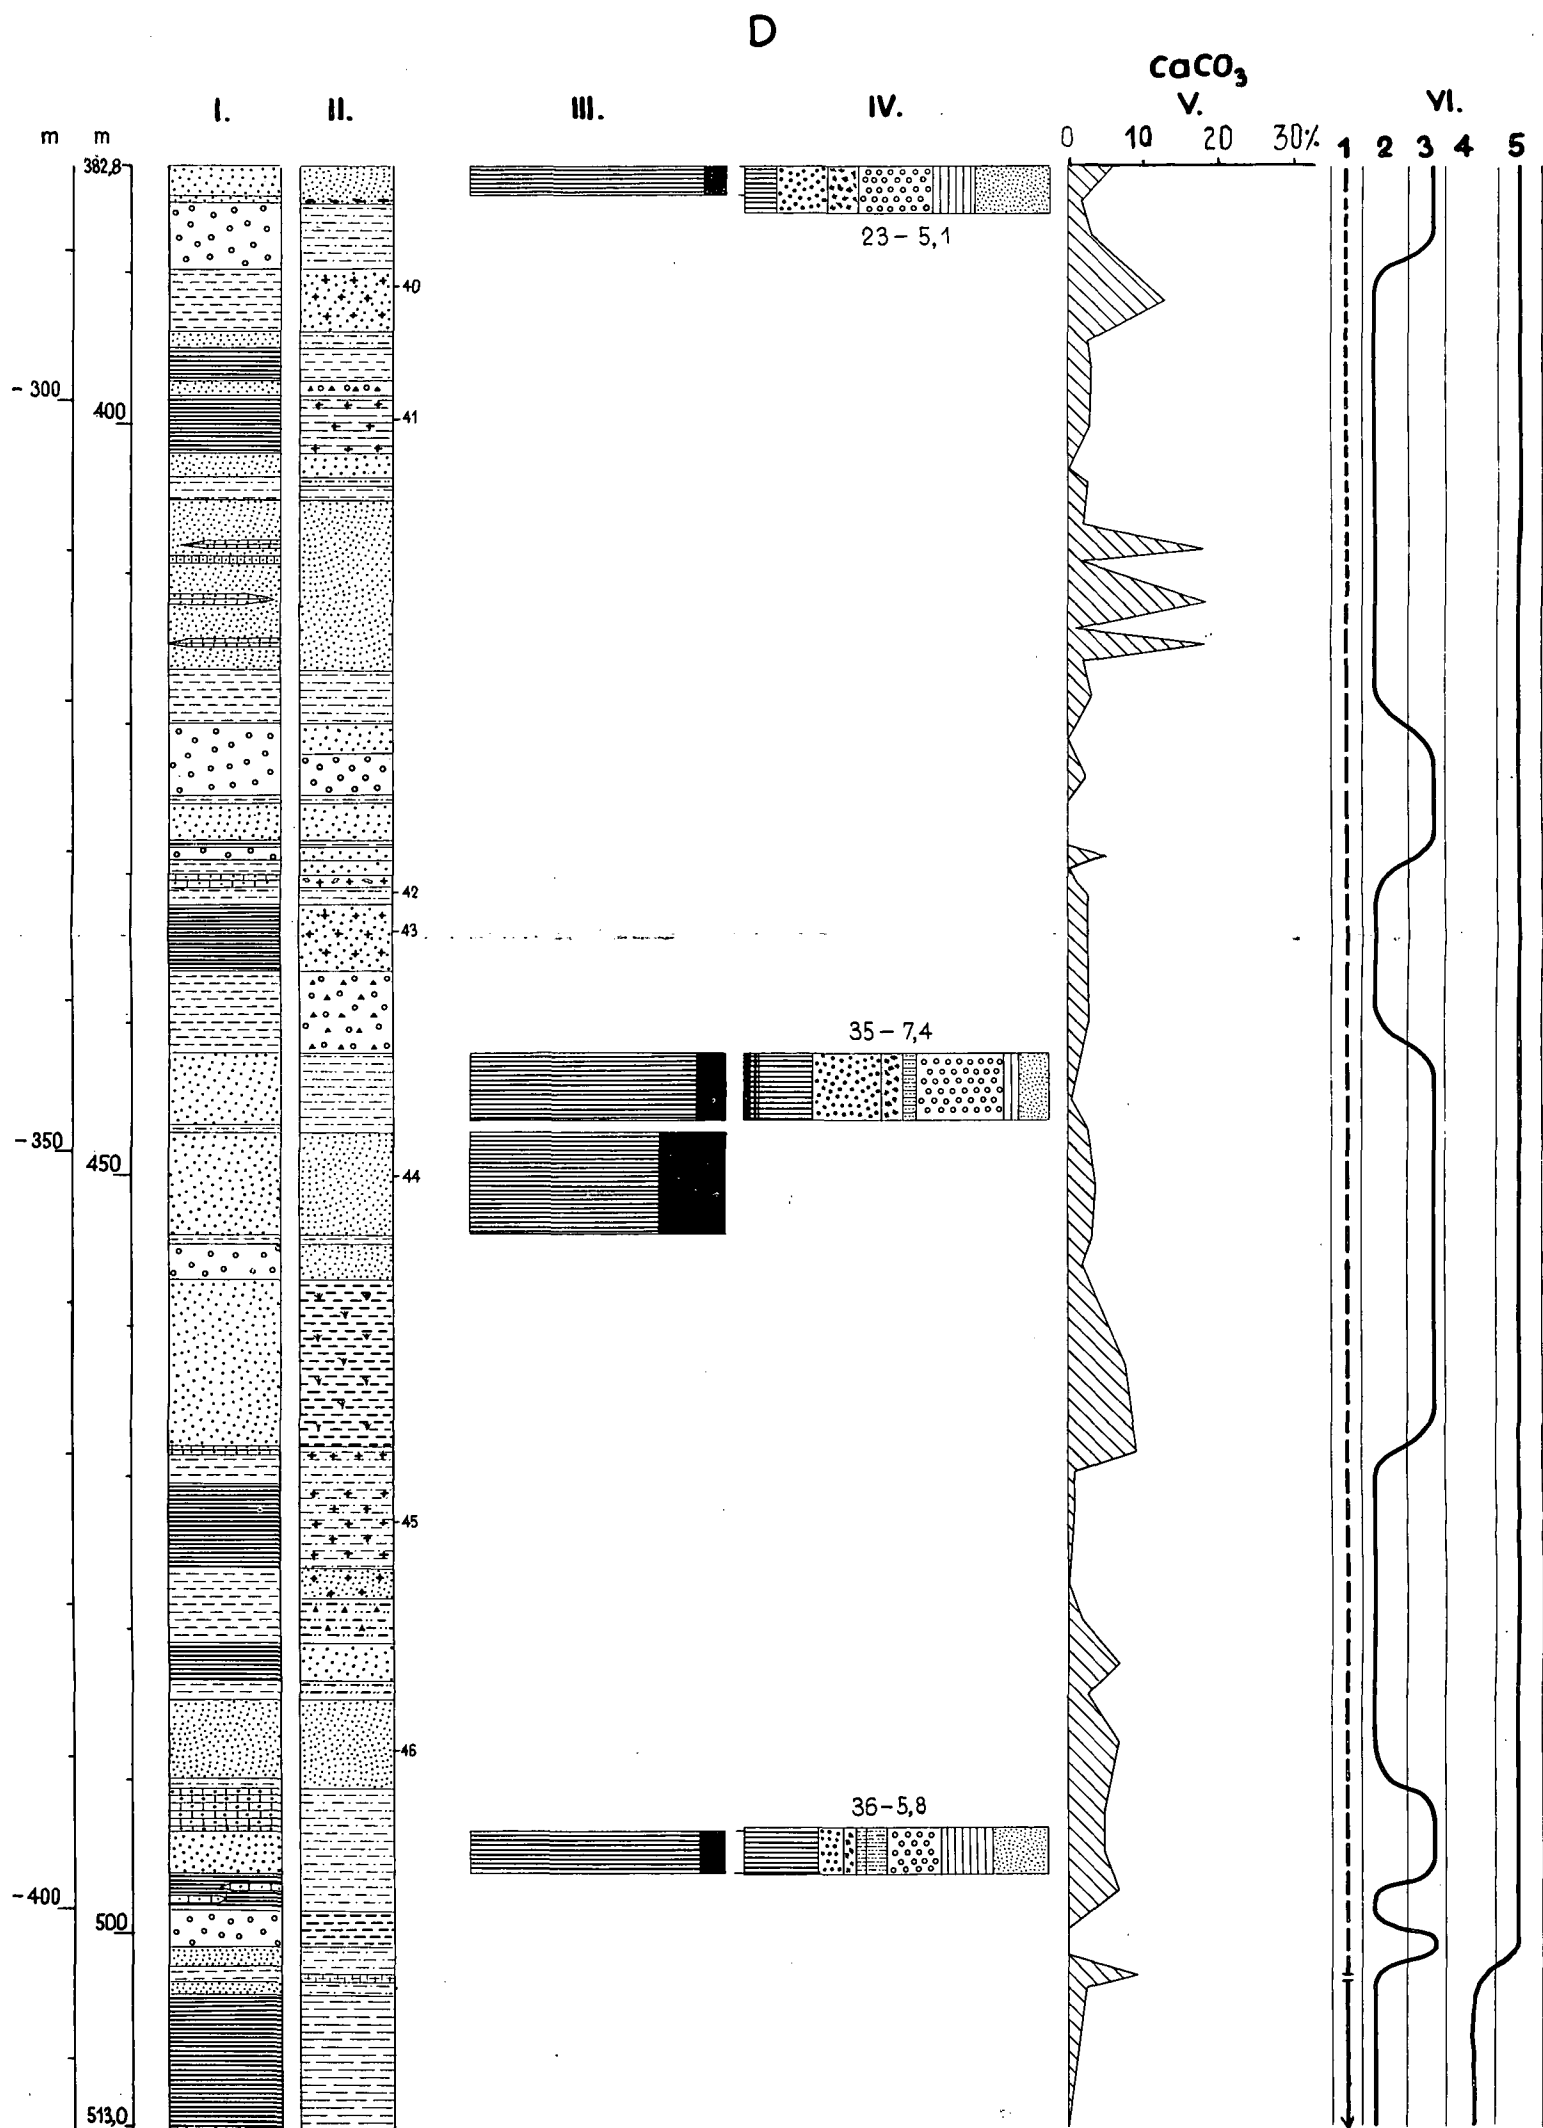 D
CaCO₃
I. II. III. IV. V. VI.
m m 0 10 20 30% 1 2 3 4 5
382,8
23 – 5,1
40
- 300
400
41
42
43
35 – 7,4
- 350
450
44
45
46
36 – 5,8
- 400
500
513,0